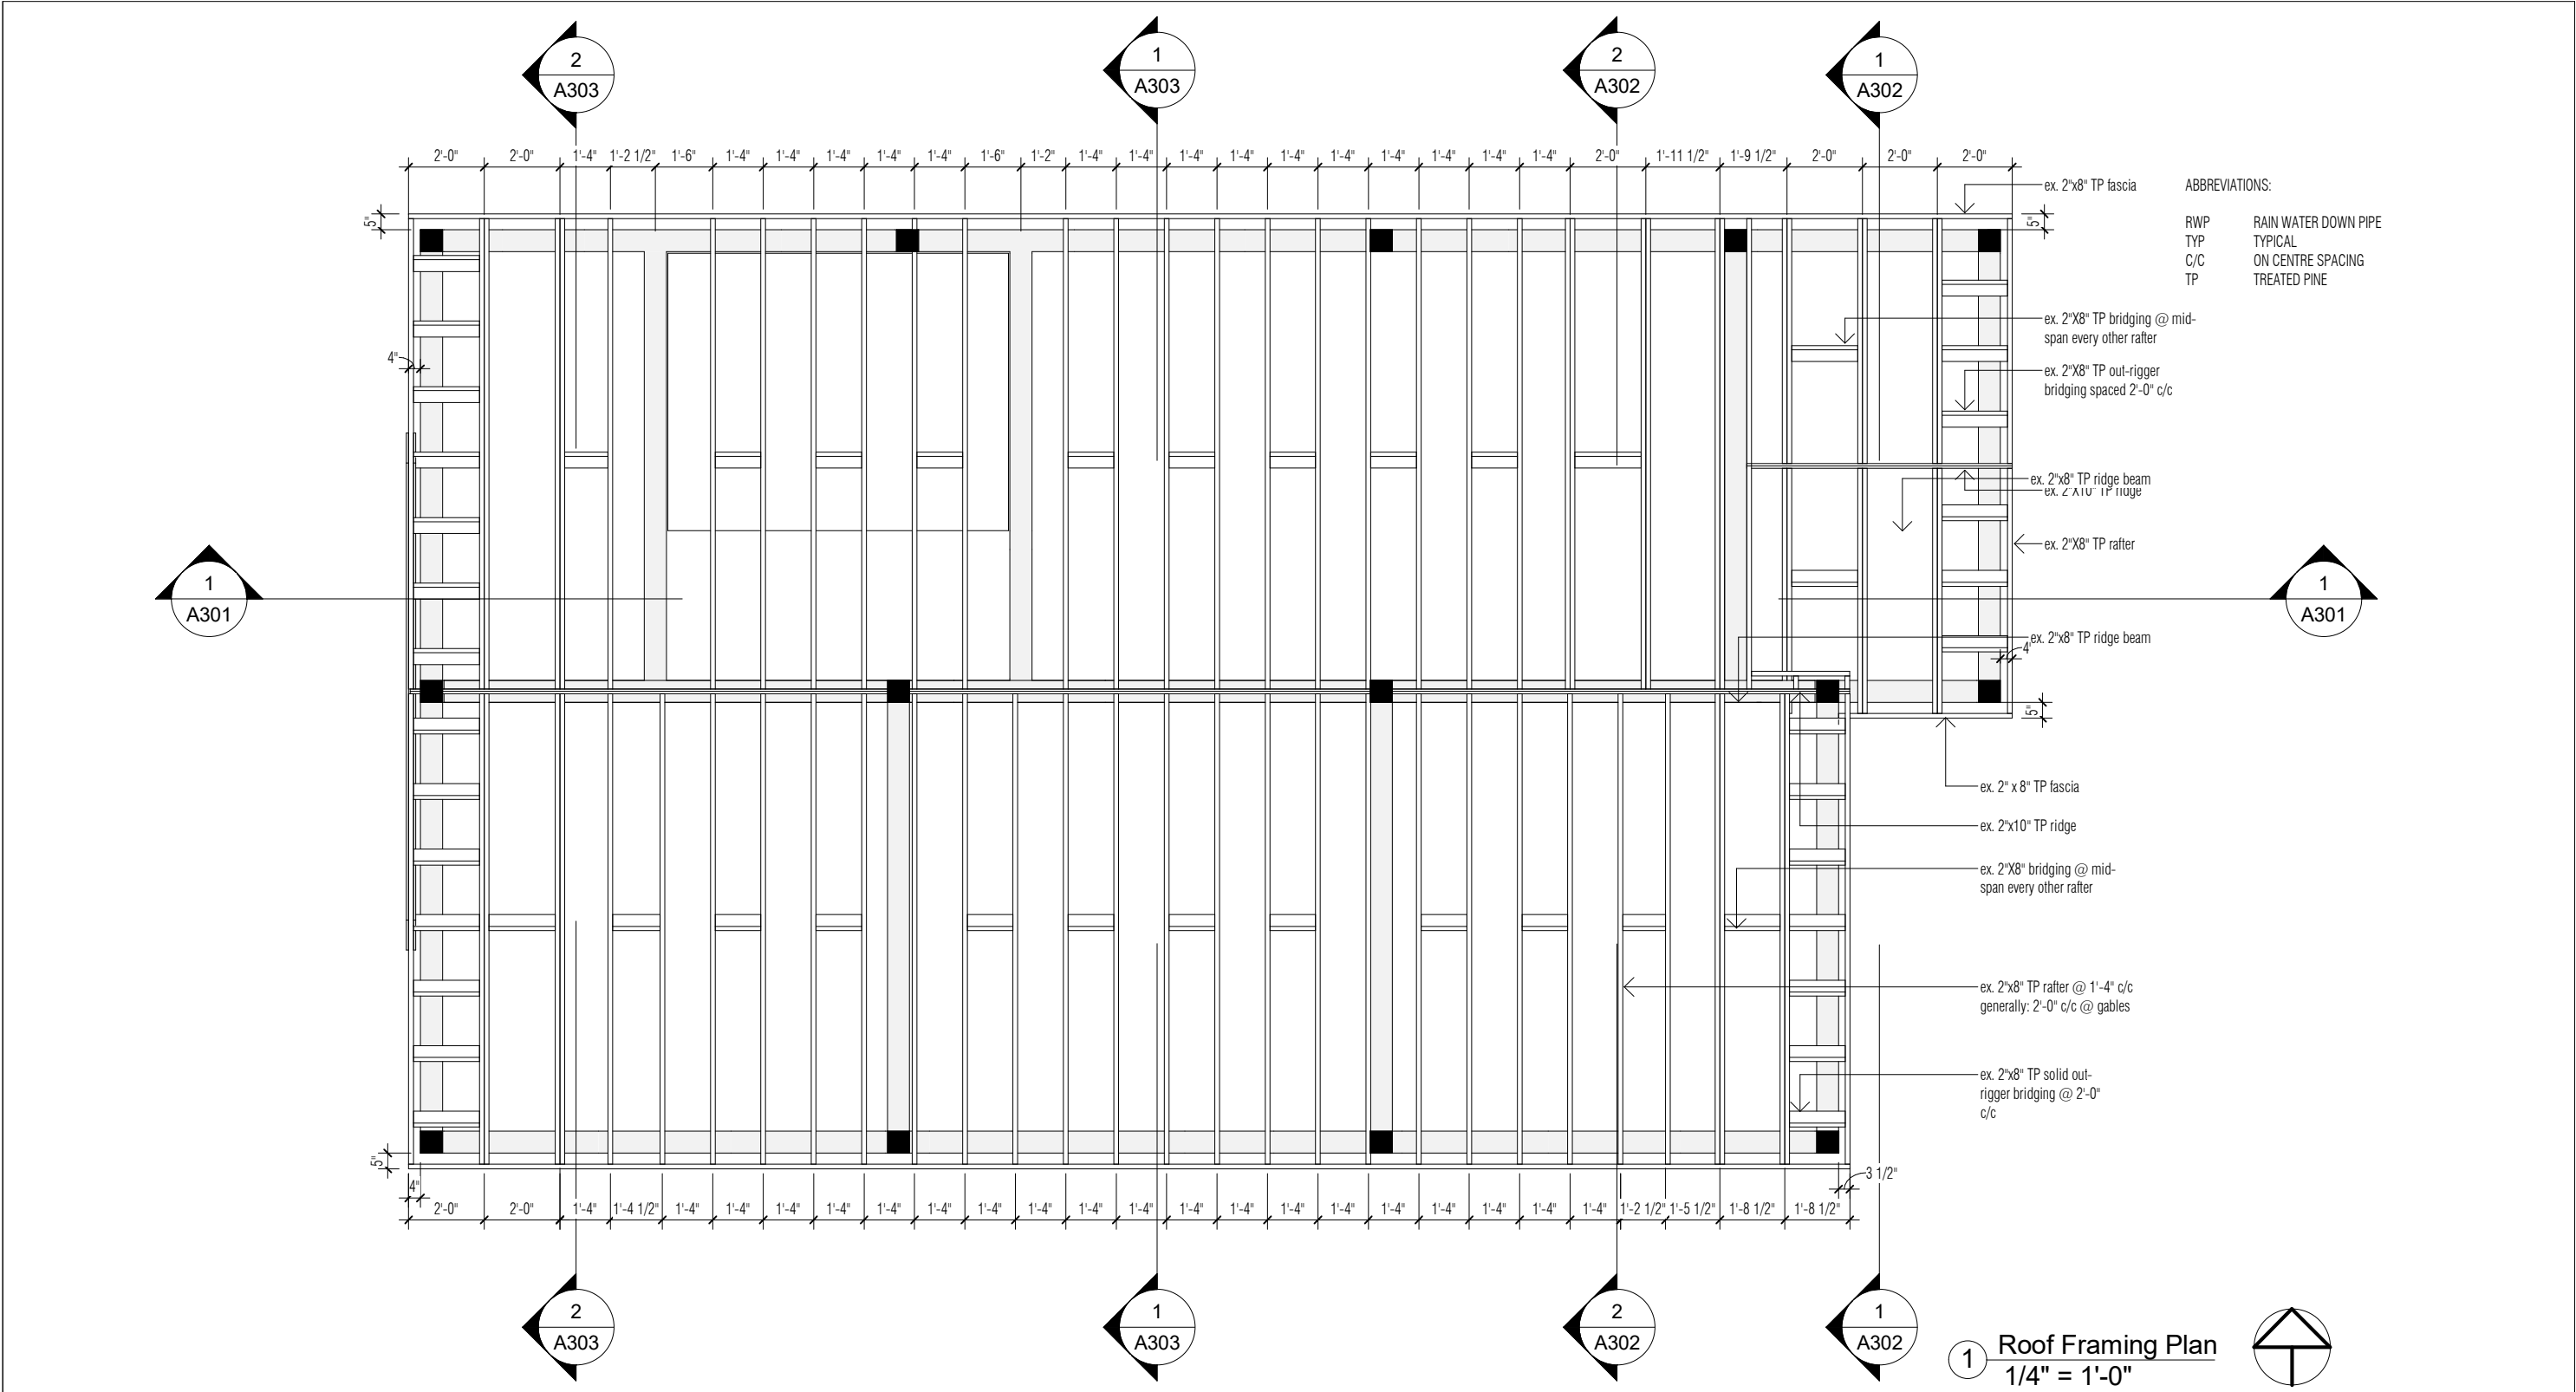 2
A303
1
A303
2
A302
1
A302
2'-0" 2'-0" 1'-4" 1'-2 1/2" 1'-6" 1'-4" 1'-4" 1'-4" 1'-4" 1'-4" 1'-6" 1'-2" 1'-4" 1'-4" 1'-4" 1'-4" 1'-4" 1'-4" 1'-4" 1'-4" 1'-4" 1'-4" 2'-0" 1'-11 1/2" 1'-9 1/2" 2'-0" 2'-0" 2'-0"
5"
5"
ex. 2"x8" TP fascia
ABBREVIATIONS:
RWP RAIN WATER DOWN PIPE
TYP TYPICAL
C/C ON CENTRE SPACING
TP TREATED PINE
ex. 2"X8" TP bridging @ mid-
span every other rafter
4"
ex. 2"X8" TP out-rigger
bridging spaced 2'-0" c/c
ex. 2"x8" TP ridge beam
ex. 2"X10" TP ridge
ex. 2"X8" TP rafter
1
A301
1
A301
ex. 2"x8" TP ridge beam
4"
5"
ex. 2" x 8" TP fascia
ex. 2"x10" TP ridge
ex. 2"X8" bridging @ mid-
span every other rafter
ex. 2"x8" TP rafter @ 1'-4" c/c
generally: 2'-0" c/c @ gables
ex. 2"x8" TP solid out-
rigger bridging @ 2'-0"
c/c
5"
4"
3 1/2"
2'-0" 2'-0" 1'-4" 1'-4 1/2" 1'-4" 1'-4" 1'-4" 1'-4" 1'-4" 1'-4" 1'-4" 1'-4" 1'-4" 1'-4" 1'-4" 1'-4" 1'-4" 1'-4" 1'-4" 1'-4" 1'-4" 1'-4" 1'-2 1/2" 1'-5 1/2" 1'-8 1/2" 1'-8 1/2"
2
A303
1
A303
2
A302
1
A302
1 Roof Framing Plan
1/4" = 1'-0"